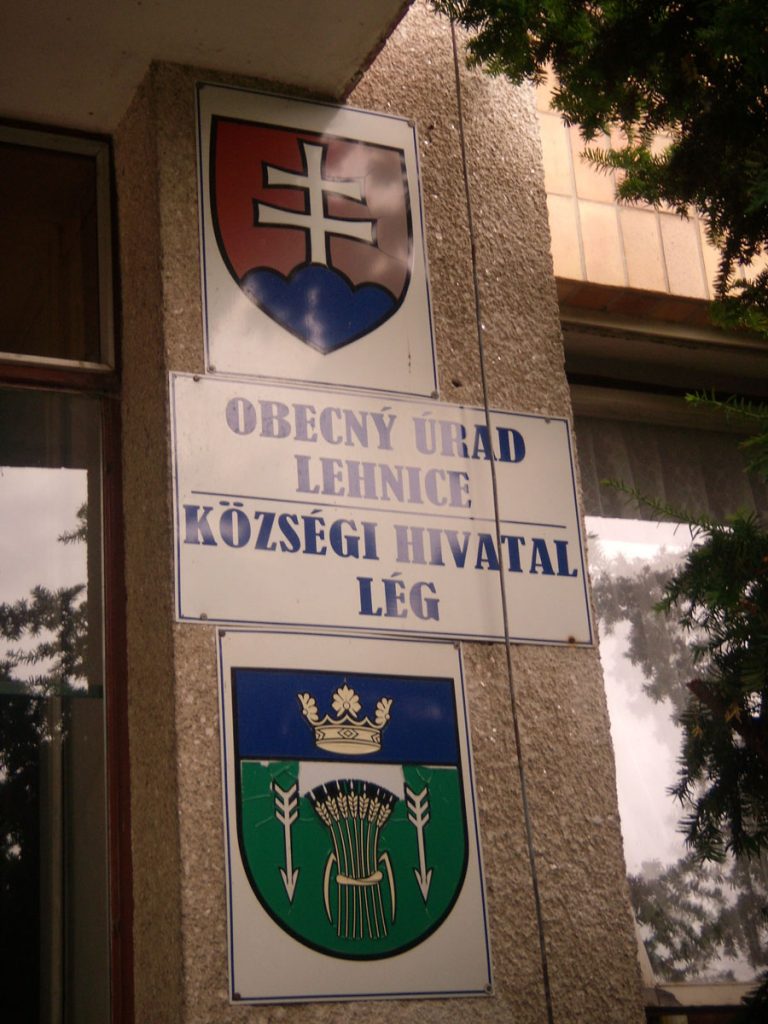 OBECNÝ ÚRAD
LEHNICE
KÖZSÉGI HIVATAL
LÉG